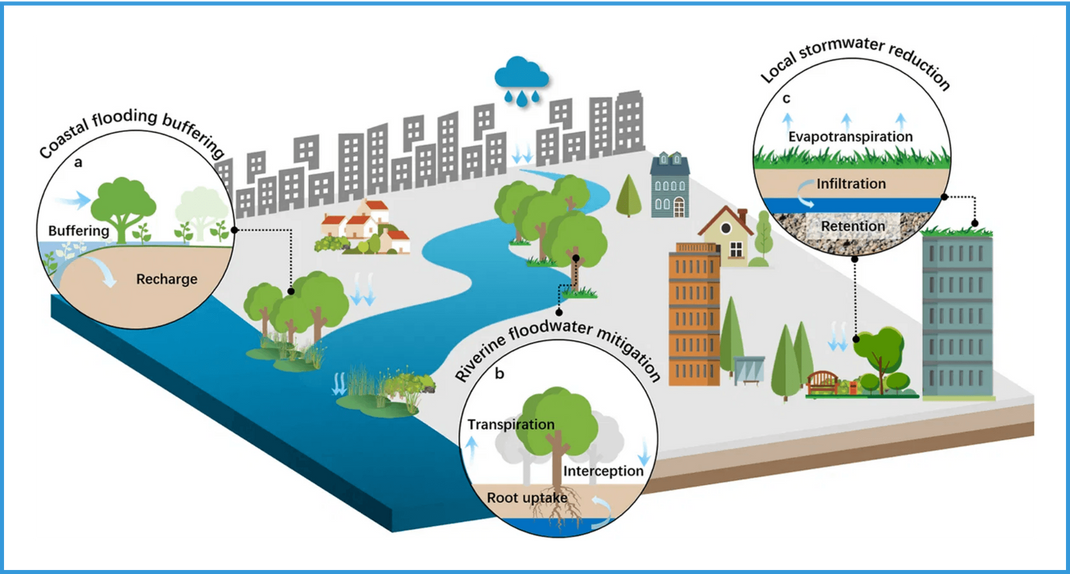 Coastal flooding buffering
a
Buffering
Recharge
Riverine floodwater mitigation
b
Transpiration
Interception
Root uptake
Local stormwater reduction
c
Evapotranspiration
Infiltration
Retention